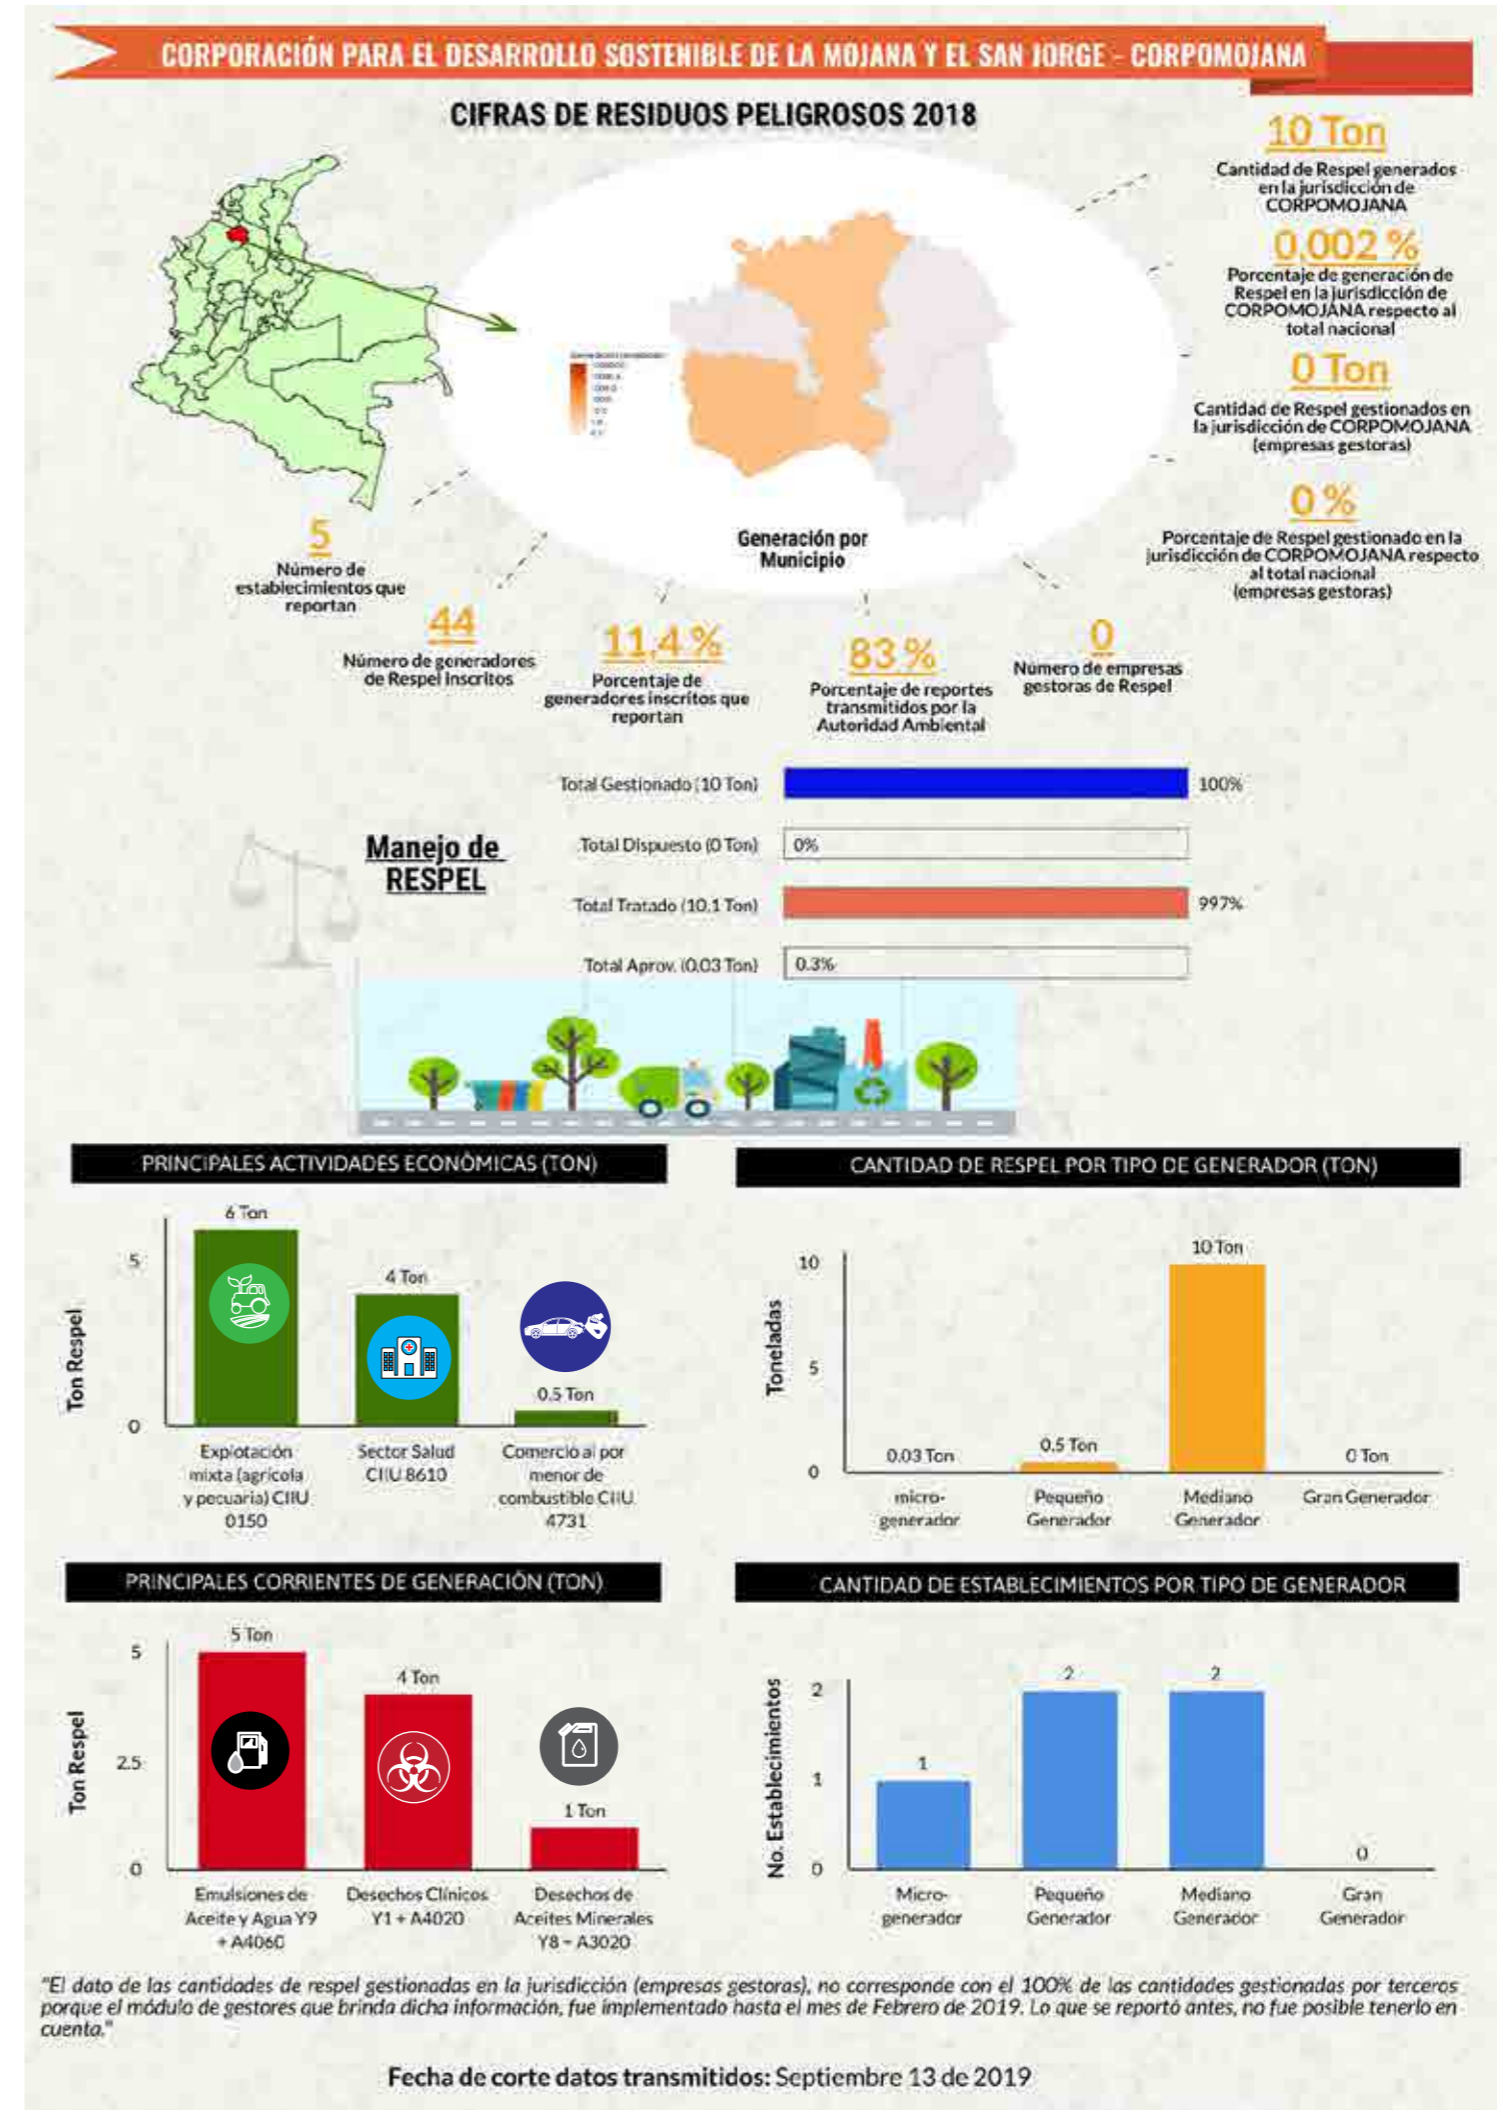 CORPORACIÓN PARA EL DESARROLLO SOSTENIBLE DE LA MOJANA Y EL SAN JORGE - CORPOMOJANA
CIFRAS DE RESIDUOS PELIGROSOS 2018
10 Ton
Cantidad de Respel generados
en la jurisdicción de
CORPOMOJANA
0,002 %
Porcentaje de generación de
Respel en la jurisdicción de
CORPOMOJANA respecto al
total nacional
0 Ton
Cantidad de Respel gestionados en
la jurisdicción de CORPOMOJANA
(empresas gestoras)
0 %
Porcentaje de Respel gestionado en la
jurisdicción de CORPOMOJANA respecto
al total nacional
(empresas gestoras)
Generación por
Municipio
5
Número de
establecimientos que
reportan
44
Número de generadores
de Respel Inscritos
11,4 %
Porcentaje de
generadores inscritos que
reportan
83 %
Porcentaje de reportes
transmitidos por la
Autoridad Ambiental
0
Número de empresas
gestoras de Respel
Manejo de
RESPEL
Total Gestionado (10 Ton)
100%
Total Dispuesto (0 Ton)
0%
Total Tratado (10.1 Ton)
997%
Total Aprov. (0.03 Ton)
0.3%
PRINCIPALES ACTIVIDADES ECONÓMICAS (TON)
Ton Respel
5
0
6 Ton
4 Ton
0.5 Ton
Explotación
mixta (agrícola
y pecuaria) CIIU
0150
Sector Salud
CIIU 8610
Comercio al por
menor de
combustible CIIU
4731
CANTIDAD DE RESPEL POR TIPO DE GENERADOR (TON)
Toneladas
10
5
0
0.03 Ton
0.5 Ton
10 Ton
0 Ton
micro-
generador
Pequeño
Generador
Mediano
Generador
Gran Generador
PRINCIPALES CORRIENTES DE GENERACIÓN (TON)
Ton Respel
5
2.5
0
5 Ton
4 Ton
1 Ton
Emulsiones de
Aceite y Agua Y9
+ A4060
Desechos Clínicos
Y1 + A4020
Desechos de
Aceites Minerales
Y8 - A3020
CANTIDAD DE ESTABLECIMIENTOS POR TIPO DE GENERADOR
No. Establecimientos
2
1
0
1
2
2
0
Micro-
generador
Pequeño
Generador
Mediano
Generador
Gran
Generador
"El dato de las cantidades de respel gestionadas en la jurisdicción (empresas gestoras), no corresponde con el 100% de las cantidades gestionadas por terceros
porque el módulo de gestores que brinda dicha información, fue implementado hasta el mes de Febrero de 2019. Lo que se reportó antes, no fue posible tenerlo en
cuenta."
Fecha de corte datos transmitidos: Septiembre 13 de 2019